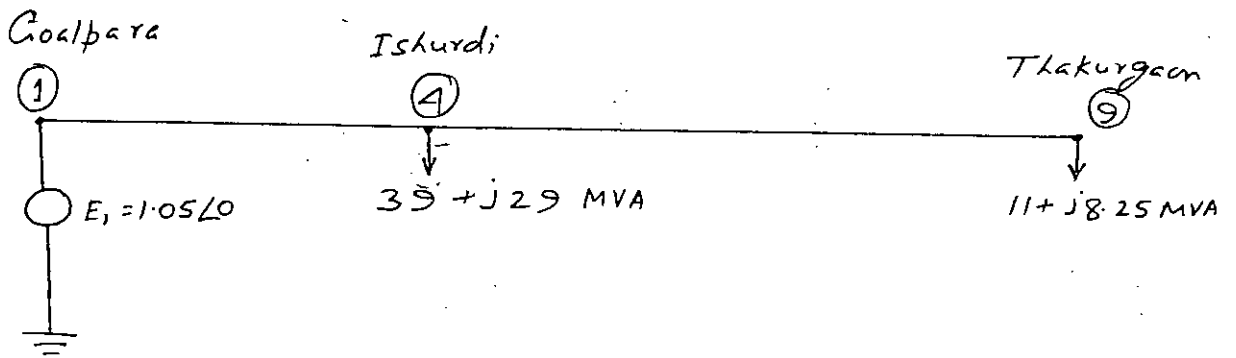 Goalpara
Ishurdi
Thakurgaon
1
4
9
E₁ = 1.05∠0
39 + j29 MVA
11 + j8.25 MVA